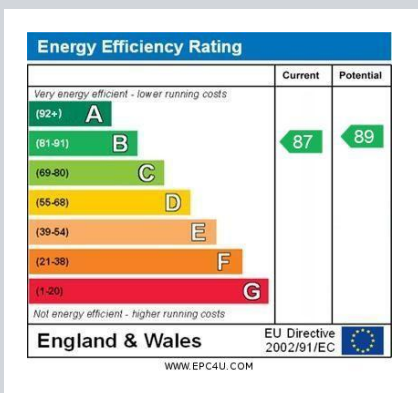 Energy Efficiency Rating
Current Potential
Very energy efficient - lower running costs
(92+) A
(81-91) B 87 89
(69-80) C
(55-68) D
(39-54) E
(21-38) F
(1-20) G
Not energy efficient - higher running costs
England & Wales
EU Directive
2002/91/EC
WWW.EPC4U.COM